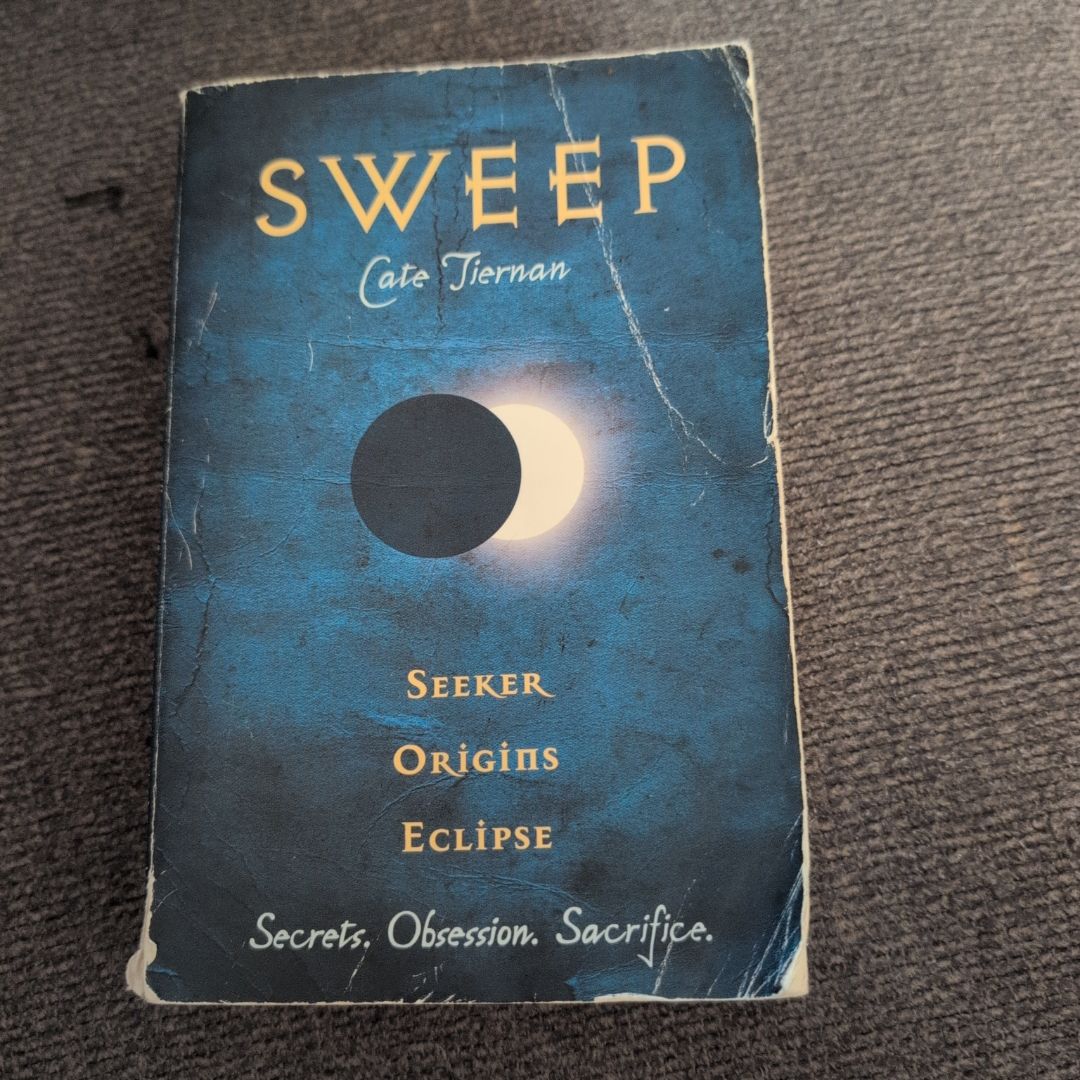 SWEEP
Cate Tiernan
SEEKER
ORIGINS
ECLIPSE
Secrets. Obsession. Sacrifice.